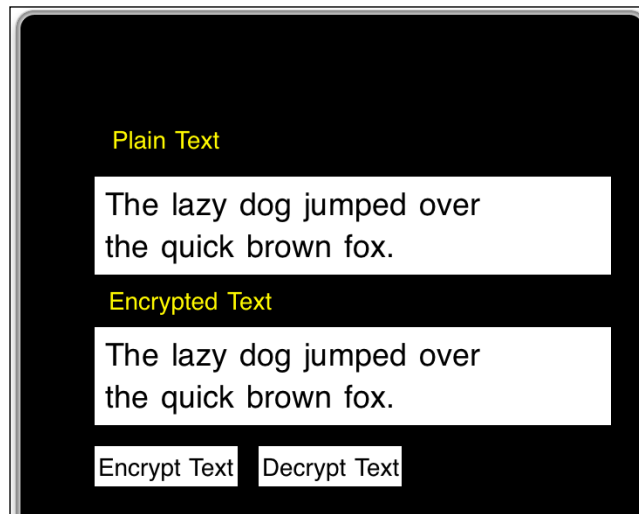 Plain Text
The lazy dog jumped over
the quick brown fox.
Encrypted Text
The lazy dog jumped over
the quick brown fox.
Encrypt Text Decrypt Text